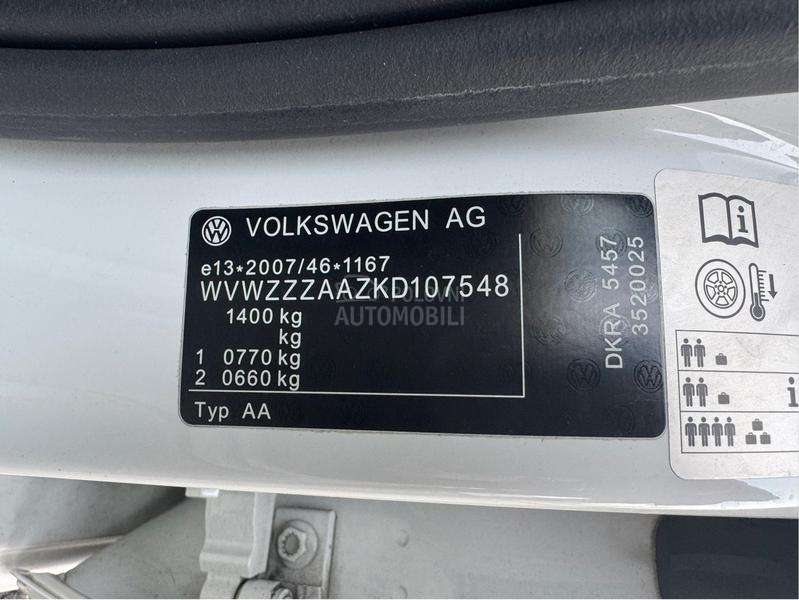 VOLKSWAGEN AG
e13*2007/46*1167
WVWZZZAAZKD107548
1400 kg
kg
1 0770 kg
2 0660 kg
Typ AA
DKRA 5457
3520025
POLOVNI
AUTOMOBILI
i
i